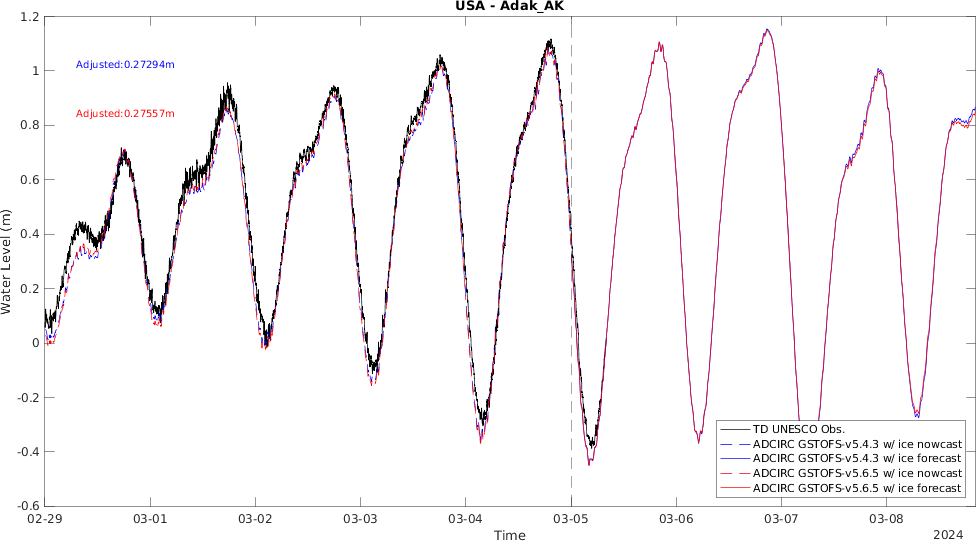 USA - Adak_AK
1.2
1
0.8
0.6
0.4
0.2
0
-0.2
-0.4
-0.6
Water Level (m)
Adjusted:0.27294m
Adjusted:0.27557m
TD UNESCO Obs.
ADCIRC GSTOFS-v5.4.3 w/ ice nowcast
ADCIRC GSTOFS-v5.4.3 w/ ice forecast
ADCIRC GSTOFS-v5.6.5 w/ ice nowcast
ADCIRC GSTOFS-v5.6.5 w/ ice forecast
02-29 03-01 03-02 03-03 03-04 03-05 03-06 03-07 03-08
Time
2024